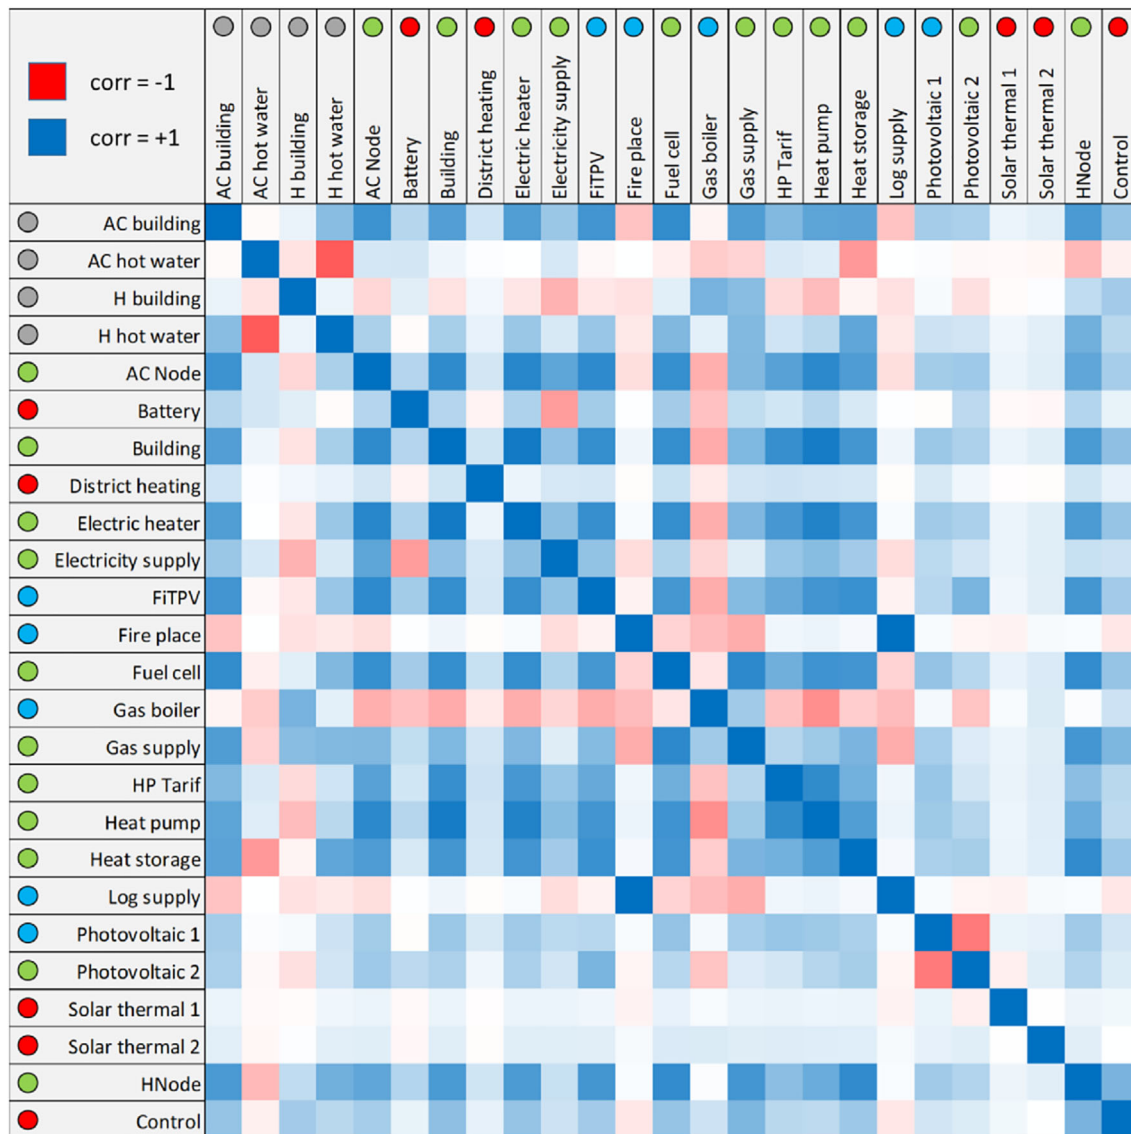 corr = -1
corr = +1
AC building
AC hot water
H building
H hot water
AC Node
Battery
Building
District heating
Electric heater
Electricity supply
FiTPV
Fire place
Fuel cell
Gas boiler
Gas supply
HP Tarif
Heat pump
Heat storage
Log supply
Photovoltaic 1
Photovoltaic 2
Solar thermal 1
Solar thermal 2
HNode
Control
AC building
AC hot water
H building
H hot water
AC Node
Battery
Building
District heating
Electric heater
Electricity supply
FiTPV
Fire place
Fuel cell
Gas boiler
Gas supply
HP Tarif
Heat pump
Heat storage
Log supply
Photovoltaic 1
Photovoltaic 2
Solar thermal 1
Solar thermal 2
HNode
Control